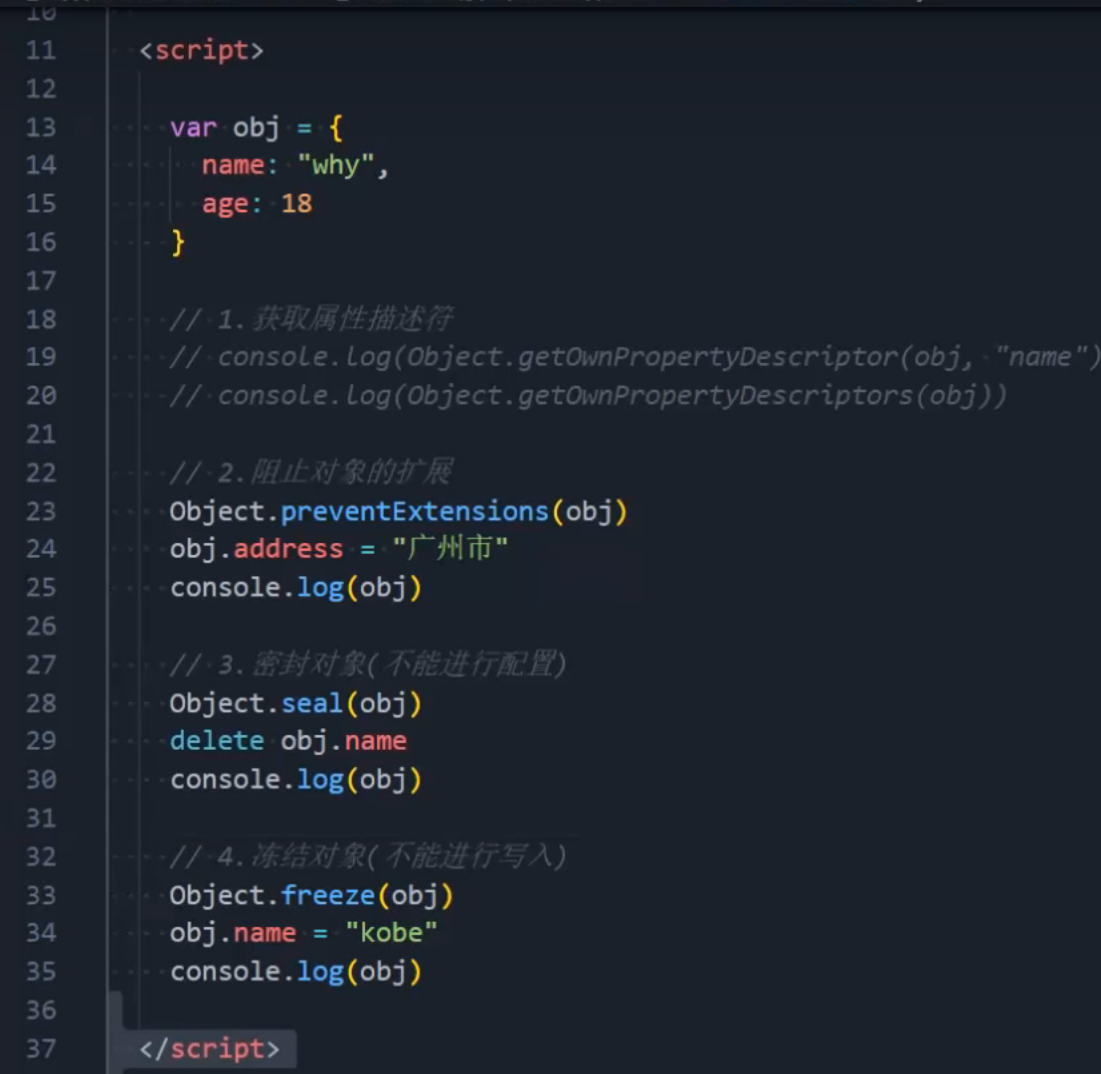 10
11 <script>
12
13 var obj = {
14 name: "why",
15 age: 18
16 }
17
18 // 1.获取属性描述符
19 // console.log(Object.getOwnPropertyDescriptor(obj, "name")
20 // console.log(Object.getOwnPropertyDescriptors(obj))
21
22 // 2.阻止对象的扩展
23 Object.preventExtensions(obj)
24 obj.address = "广州市"
25 console.log(obj)
26
27 // 3.密封对象(不能进行配置)
28 Object.seal(obj)
29 delete obj.name
30 console.log(obj)
31
32 // 4.冻结对象(不能进行写入)
33 Object.freeze(obj)
34 obj.name = "kobe"
35 console.log(obj)
36
37 </script>